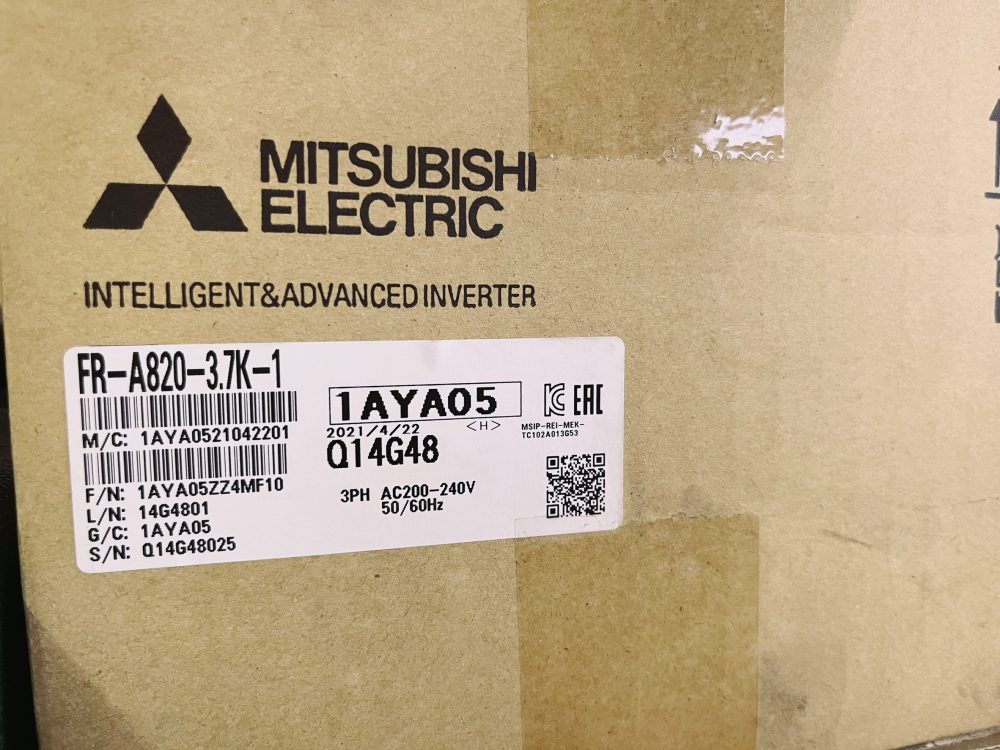 MITSUBISHI
ELECTRIC
INTELLIGENT&ADVANCED INVERTER
FR-A820-3.7K-1
M/C: 1AYA0521042201
F/N: 1AYA05ZZ4MF10
L/N: 14G4801
G/C: 1AYA05
S/N: Q14G48025
1AYA05
2021/4/22 <H>
Q14G48
3PH AC200-240V
50/60Hz
EAC
MSIP-REI-MEK-
TC102A013G53